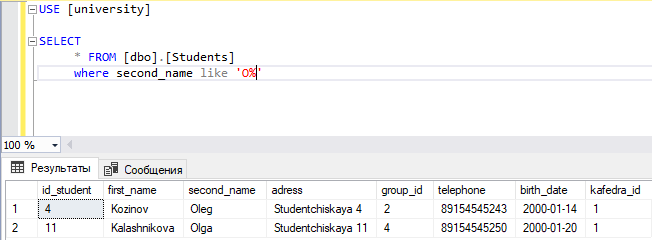 USE [university]
SELECT
* FROM [dbo].[Students]
where second_name like 'O%'
100 %
Результаты Сообщения
id_student first_name second_name adress group_id telephone birth_date kafedra_id
1 4 Kozinov Oleg Studentchiskaya 4 2 89154545243 2000-01-14 1
2 11 Kalashnikova Olga Studentchiskaya 11 4 89154545250 2000-01-20 1